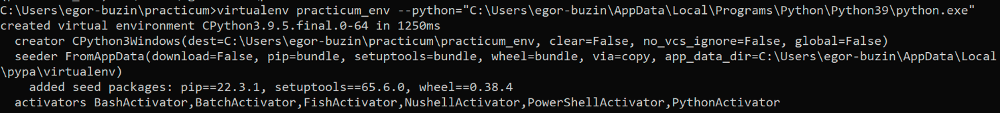 C:\Users\egor-buzin\practicum>virtualenv practicum_env --python="C:\Users\egor-buzin\AppData\Local\Programs\Python\Python39\python.exe"
created virtual environment CPython3.9.5.final.0-64 in 1250ms
  creator CPython3Windows(dest=C:\Users\egor-buzin\practicum\practicum_env, clear=False, no_vcs_ignore=False, global=False)
  seeder FromAppData(download=False, pip=bundle, setuptools=bundle, wheel=bundle, via=copy, app_data_dir=C:\Users\egor-buzin\AppData\Local
\pypa\virtualenv)
    added seed packages: pip==22.3.1, setuptools==65.6.0, wheel==0.38.4
  activators BashActivator,BatchActivator,FishActivator,NushellActivator,PowerShellActivator,PythonActivator